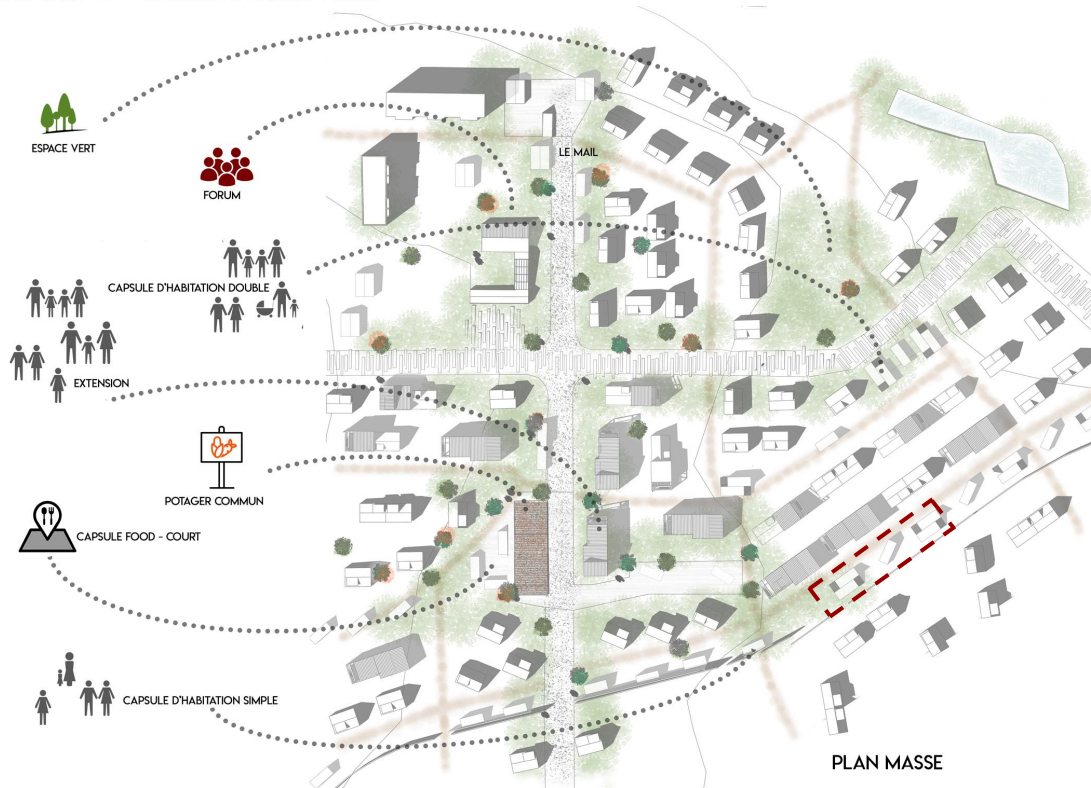 ESPACE VERT
FORUM
LE MAIL
CAPSULE D'HABITATION DOUBLE
EXTENSION
POTAGER COMMUN
CAPSULE FOOD - COURT
CAPSULE D'HABITATION SIMPLE
PLAN MASSE